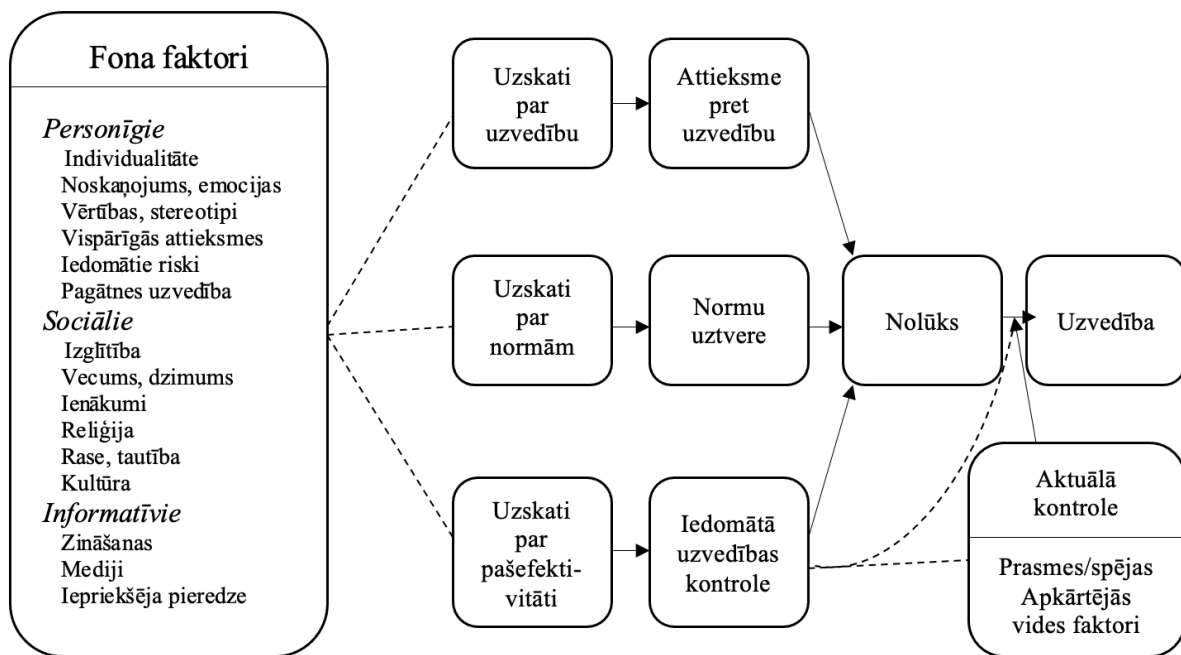 Fona faktori
Personīgie
Individualitāte
Noskaņojums, emocijas
Vērtības, stereotipi
Vispārīgās attieksmes
Iedomātie riski
Pagātnes uzvedība
Sociālie
Izglītība
Vecums, dzimums
Ienākumi
Reliģija
Rase, tautība
Kultūra
Informatīvie
Zināšanas
Mediji
Iepriekšēja pieredze
Uzskati
par
uzvedību
Attieksme
pret
uzvedību
Uzskati
par
normām
Normu
uztvere
Nolūks
Uzvedība
Uzskati
par
pašefekti-
vitāti
Iedomātā
uzvedības
kontrole
Aktuālā
kontrole
Prasmes/spējas
Apkārtējās
vides faktori